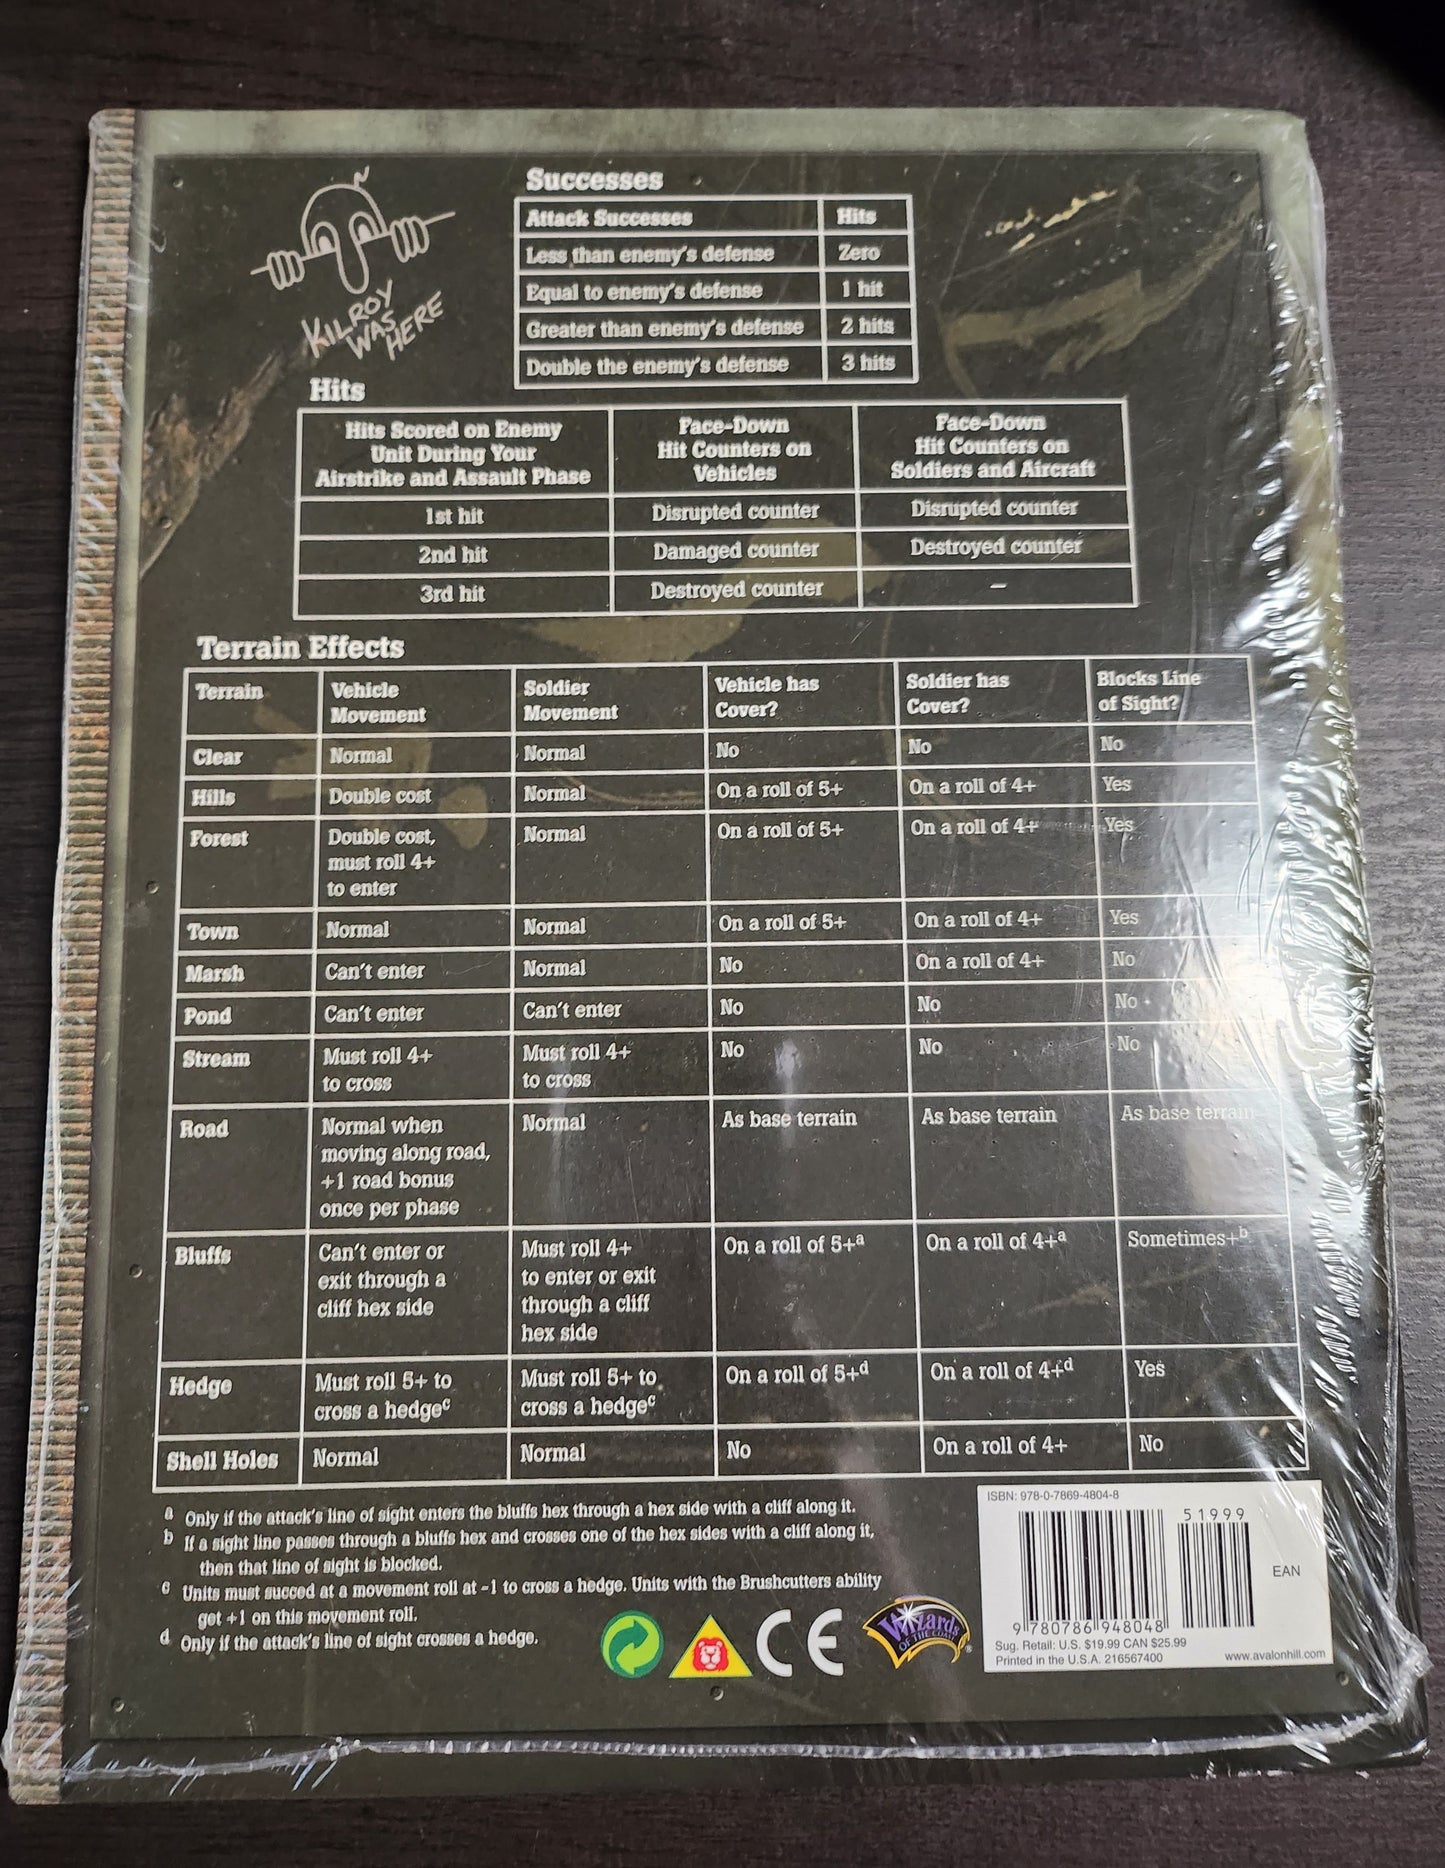 KILROY
WAS
HERE
Successes
Attack Successes Hits
Less than enemy's defense Zero
Equal to enemy's defense 1 hit
Greater than enemy's defense 2 hits
Double the enemy's defense 3 hits
Hits
Hits Scored on Enemy
Unit During Your
Airstrike and Assault Phase
Face-Down
Hit Counters on
Vehicles
Face-Down
Hit Counters on
Soldiers and Aircraft
1st hit Disrupted counter Disrupted counter
2nd hit Damaged counter Destroyed counter
3rd hit Destroyed counter –
Terrain Effects
Terrain
Vehicle
Movement
Soldier
Movement
Vehicle has
Cover?
Soldier has
Cover?
Blocks Line
of Sight?
Clear Normal Normal No No No
Hills Double cost Normal On a roll of 5+ On a roll of 4+ Yes
Forest
Double cost,
must roll 4+
to enter
Normal On a roll of 5+ On a roll of 4+ Yes
Town Normal Normal On a roll of 5+ On a roll of 4+ Yes
Marsh Can't enter Normal No On a roll of 4+ No
Pond Can't enter Can't enter No No No
Stream
Must roll 4+
to cross
Must roll 4+
to cross
No No No
Road
Normal when
moving along road,
+1 road bonus
once per phase
Normal As base terrain As base terrain As base terrain
Bluffs
Can't enter or
exit through a
cliff hex side
Must roll 4+
to enter or exit
through a cliff
hex side
On a roll of 5+a On a roll of 4+a Sometimes+b
Hedge
Must roll 5+ to
cross a hedgec
Must roll 5+ to
cross a hedgec
On a roll of 5+d On a roll of 4+d Yes
Shell Holes Normal Normal No On a roll of 4+ No
a Only if the attack's line of sight enters the bluffs hex through a hex side with a cliff along it.
b If a sight line passes through a bluffs hex and crosses one of the hex sides with a cliff along it,
then that line of sight is blocked.
c Units must succed at a movement roll at -1 to cross a hedge. Units with the Brushcutters ability
get +1 on this movement roll.
d Only if the attack's line of sight crosses a hedge.
CE
Wizards
OF THE COAST
®
ISBN: 978-0-7869-4804-8
51999
EAN
9 780786 948048
Sug. Retail: U.S. $19.99 CAN $25.99
Printed in the U.S.A. 216567400 www.avalonhill.com